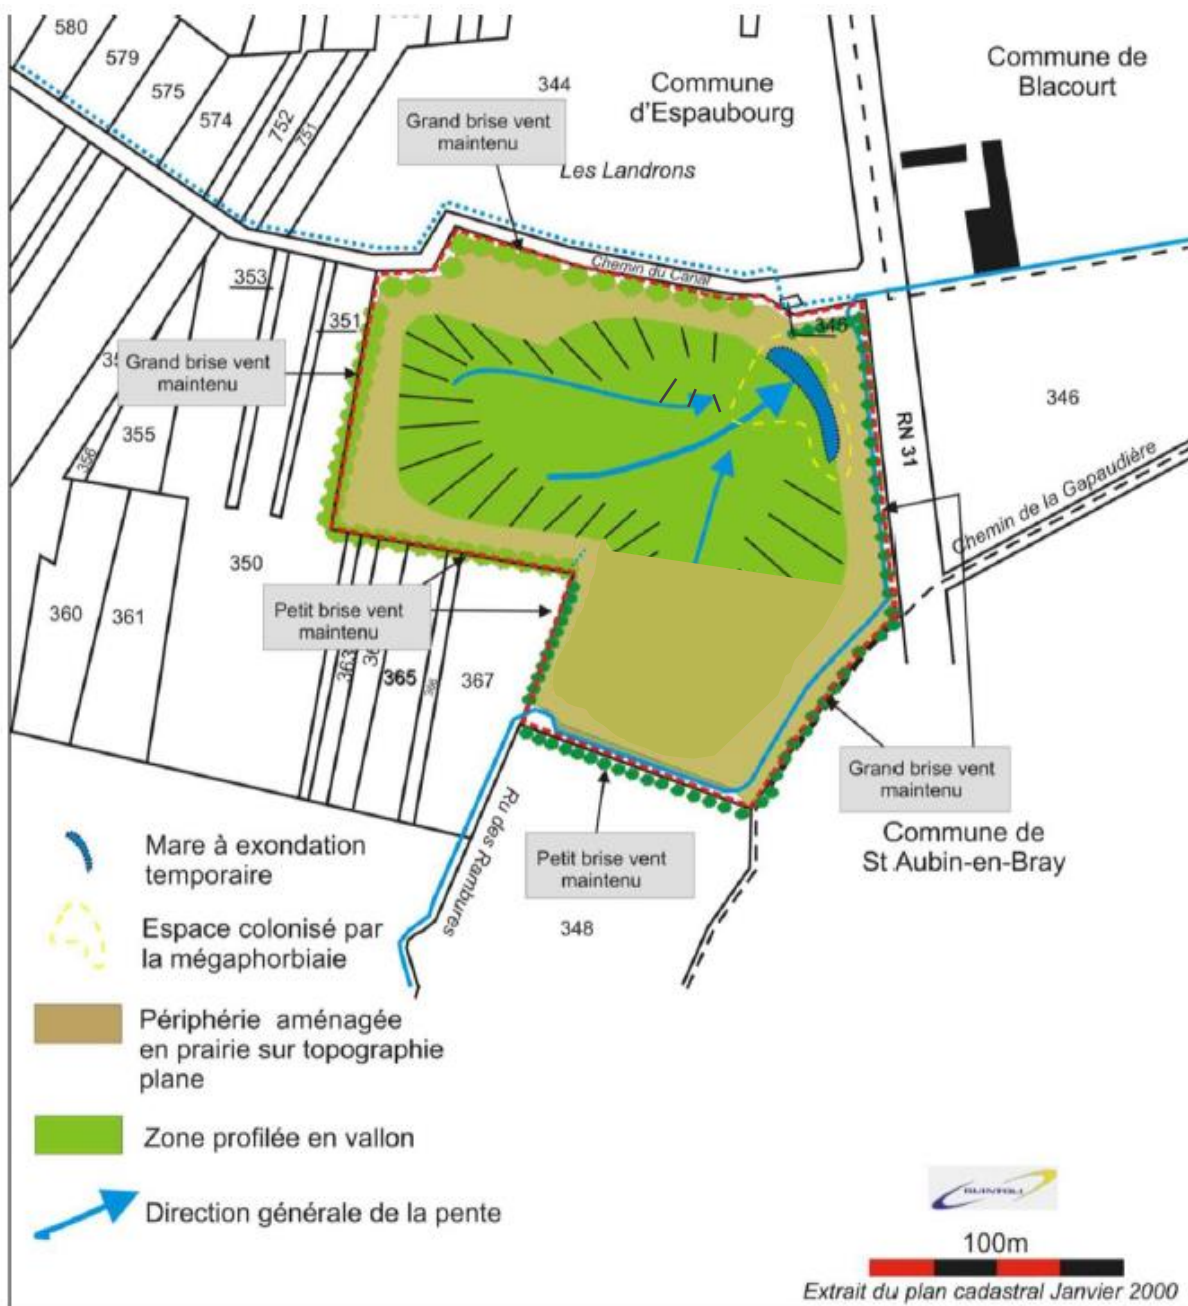 580
579
575
574
752
751
344
Commune
d'Espaubourg
Commune de
Blacourt
Grand brise vent
maintenu
Les Landrons
Chemin du Canal
353
351
345
Grand brise vent
maintenu
355
356
346
RN 31
Chemin de la Gapaudière
350
360
361
Petit brise vent
maintenu
363
365
366
367
Grand brise vent
maintenu
Ru des Rambures
Petit brise vent
maintenu
348
Commune de
St Aubin-en-Bray
Mare à exondation
temporaire
Espace colonisé par
la mégaphorbiaie
Périphérie aménagée
en prairie sur topographie
plane
Zone profilée en vallon
Direction générale de la pente
100m
Extrait du plan cadastral Janvier 2000